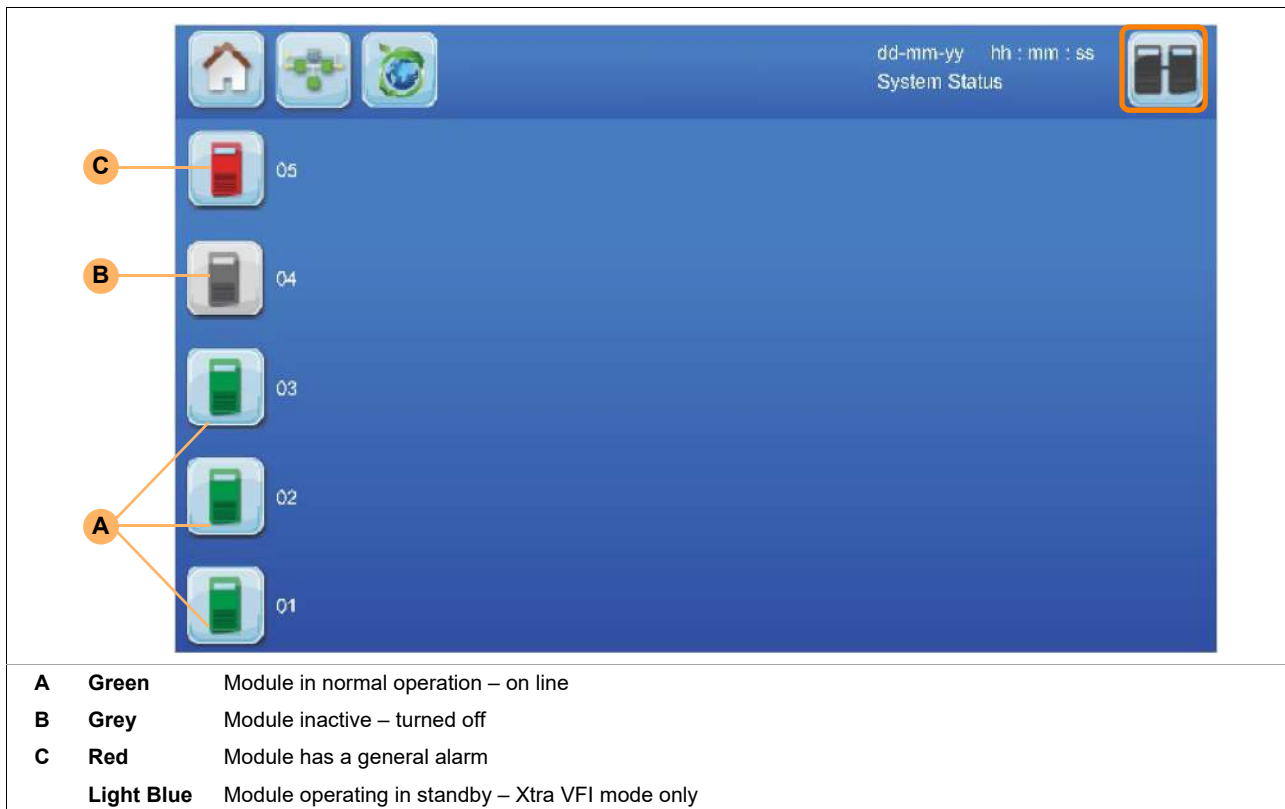 dd-mm-yy hh : mm : ss
System Status
C
05
B
04
03
A
02
01
A Green Module in normal operation – on line
B Grey Module inactive – turned off
C Red Module has a general alarm
Light Blue Module operating in standby – Xtra VFI mode only